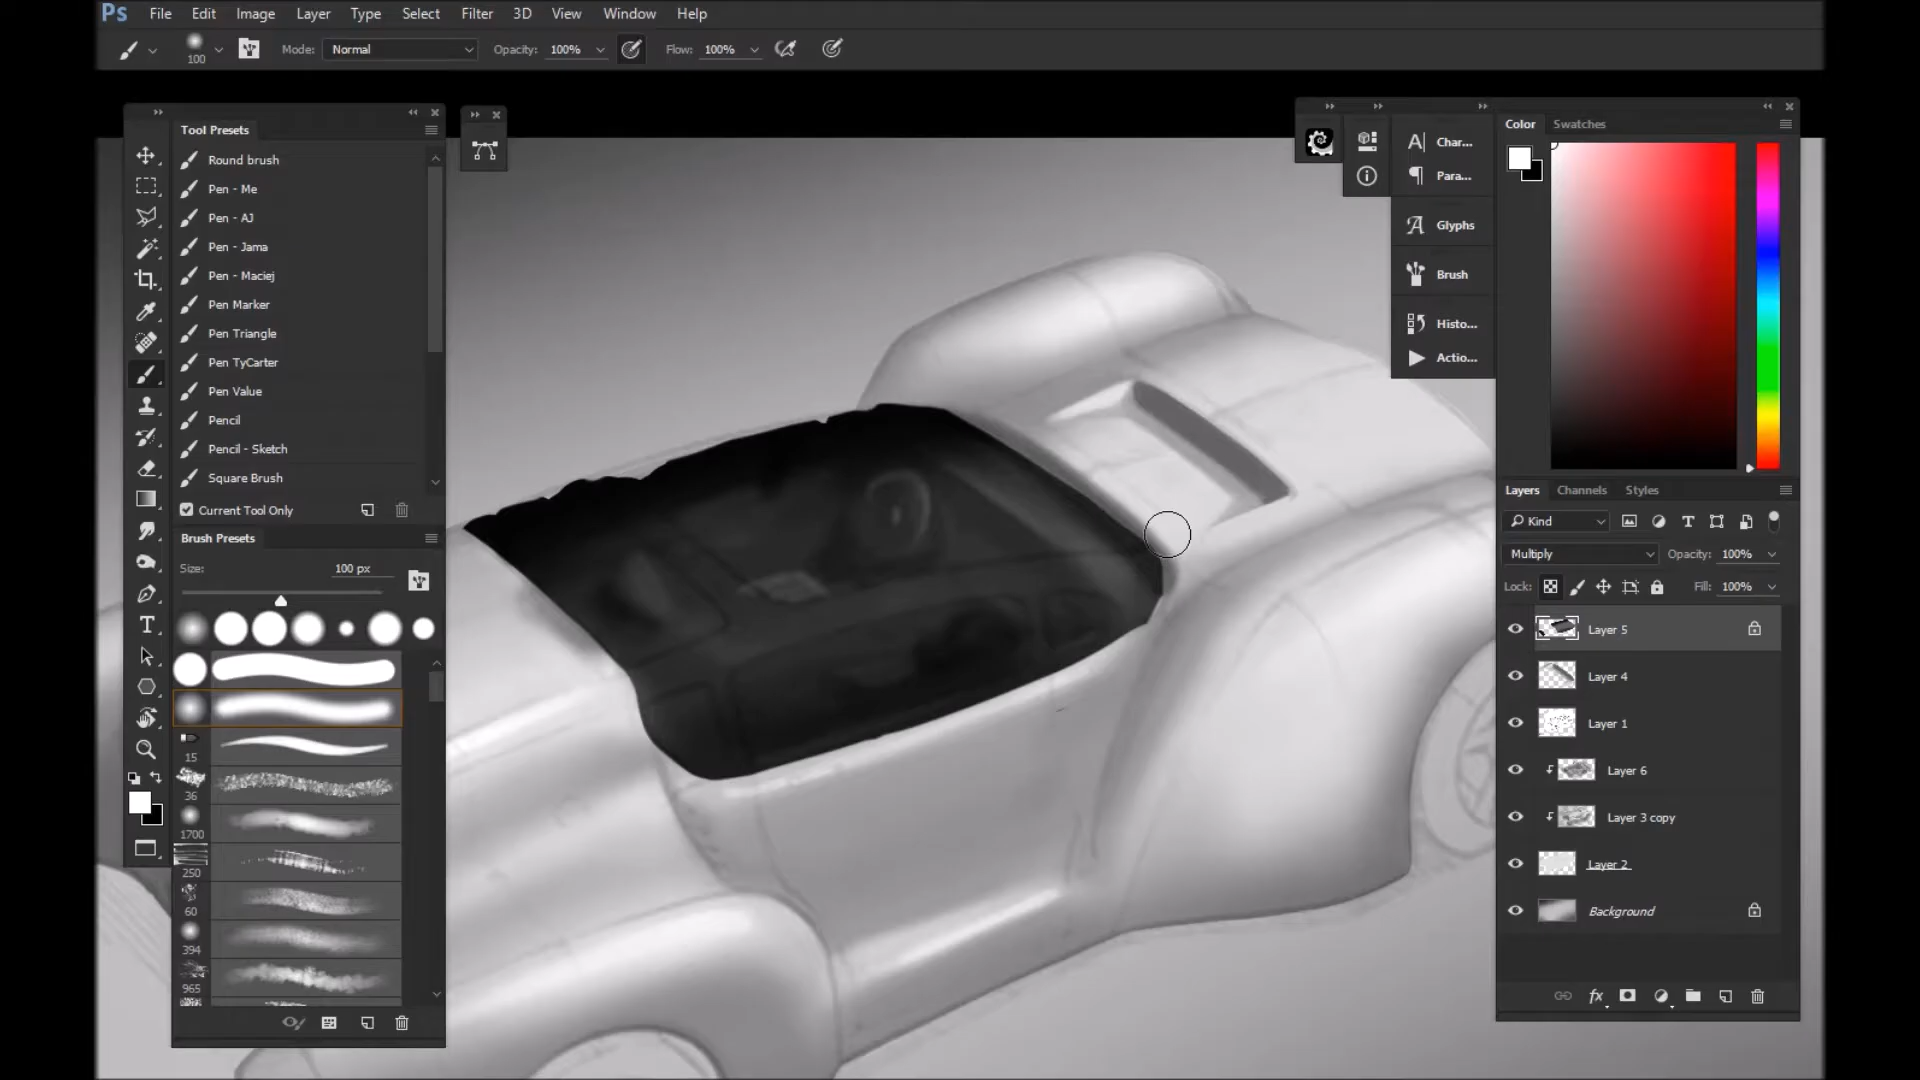 Ps File Edit Image Layer Type Select Filter 3D View Window Help
100 Mode: Normal Opacity: 100% Flow: 100%
Tool Presets
Round brush
Pen - Me
Pen - AJ
Pen - Jama
Pen - Maciej
Pen Marker
Pen Triangle
Pen TyCarter
Pen Value
Pencil
Pencil - Sketch
Square Brush
Current Tool Only
Brush Presets
Size: 100 px
15
36
1700
250
60
394
965
Char...
Para...
Glyphs
Brush
Histo...
Actio...
Color Swatches
Layers Channels Styles
Kind
Multiply Opacity: 100%
Lock: Fill: 100%
Layer 5
Layer 4
Layer 1
Layer 6
Layer 3 copy
Layer 2
Background
fx